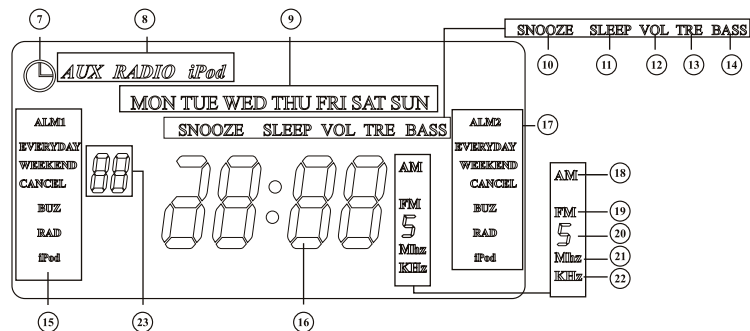 8
9
14
7
SNOOZE SLEEP VOL TRE BASS
AUX RADIO iPod
10
11
12
13
MON TUE WED THU FRI SAT SUN
SNOOZE SLEEP VOL TRE BASS
ALM1
ALM2
17
EVERYDAY
EVERYDAY
WEEKEND
88
AM
WEEKEND
AM
18
CANCEL
28:88
CANCEL
BUZ
FM
BUZ
FM
19
RAD
5
RAD
5
20
iPod
Mhz
iPod
Mhz
21
KHz
KHz
22
15
23
16